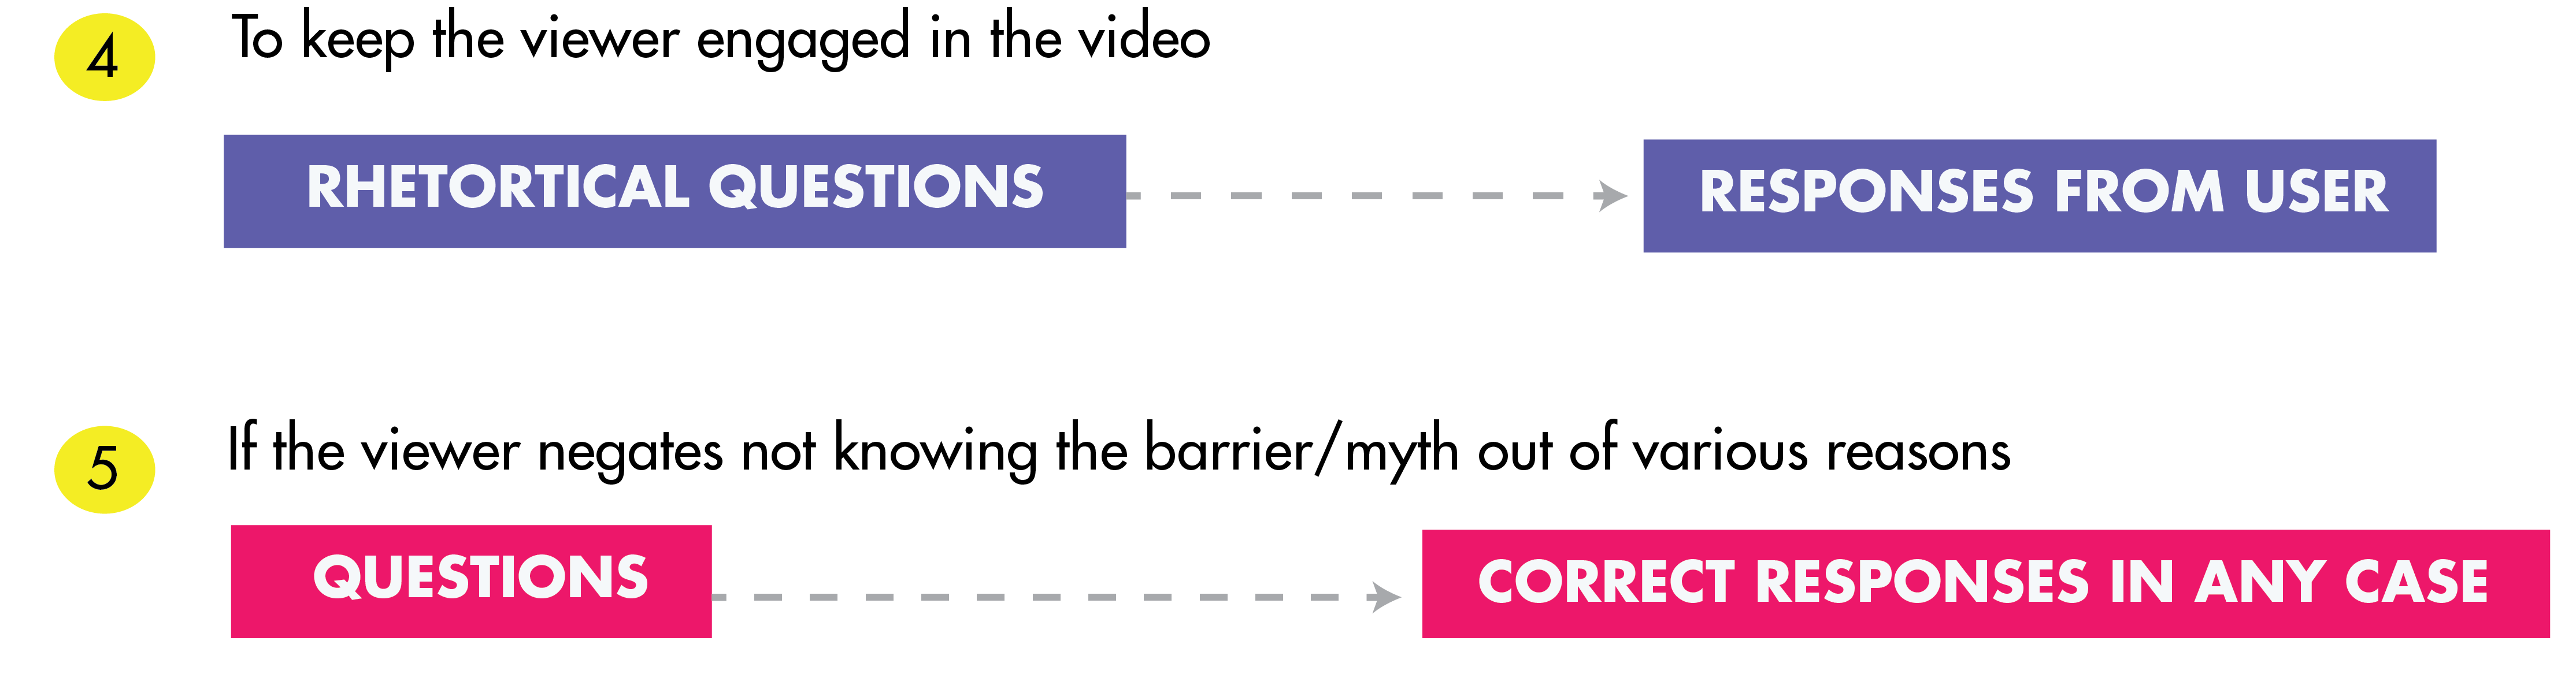 4 To keep the viewer engaged in the video
RHETORTICAL QUESTIONS RESPONSES FROM USER
5 If the viewer negates not knowing the barrier/myth out of various reasons
QUESTIONS CORRECT RESPONSES IN ANY CASE